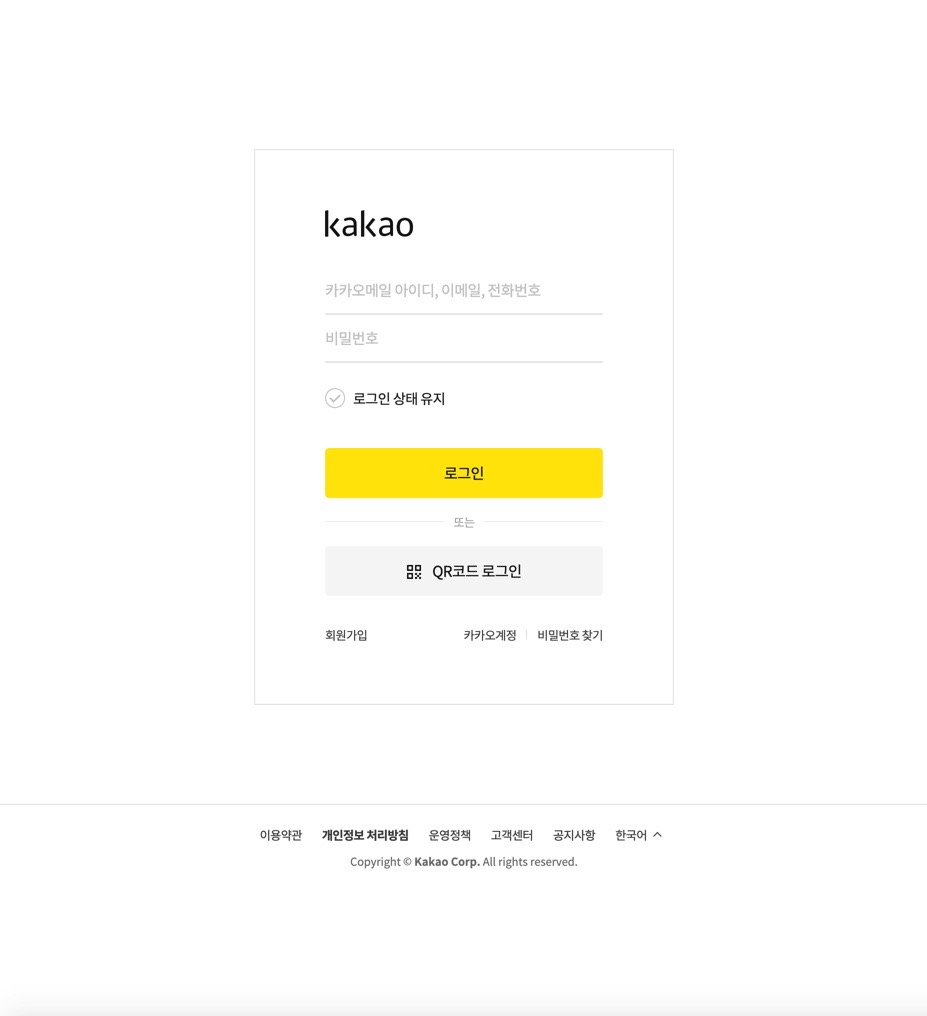 kakao
카카오메일 아이디, 이메일, 전화번호
비밀번호
로그인 상태 유지
로그인
또는
QR코드 로그인
회원가입 카카오계정 비밀번호 찾기
이용약관 개인정보 처리방침 운영정책 고객센터 공지사항 한국어
Copyright © Kakao Corp. All rights reserved.